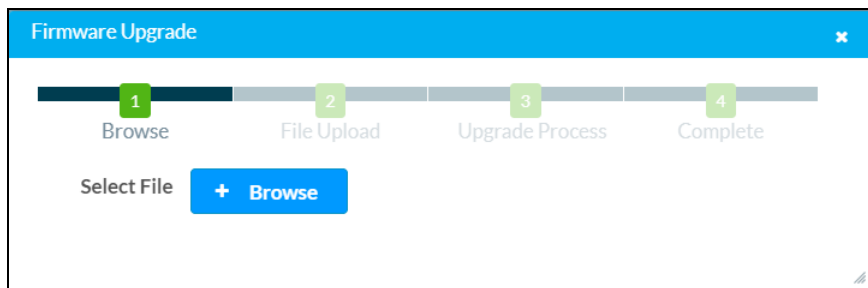 Firmware Upgrade
1 2 3 4
Browse File Upload Upgrade Process Complete
Select File + Browse